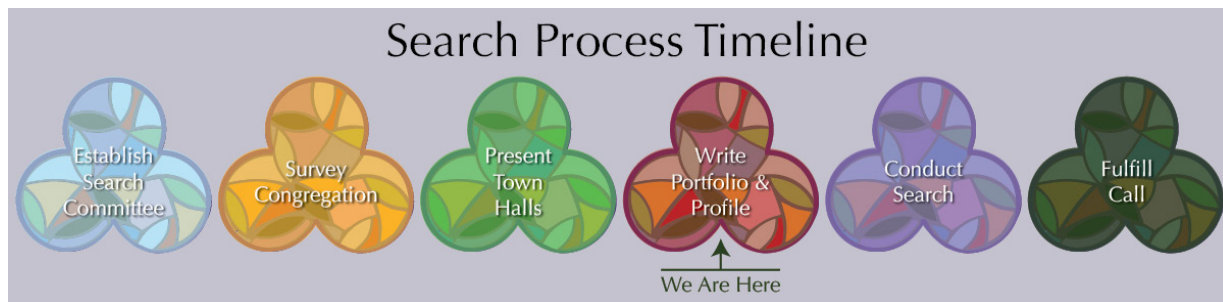 Search Process Timeline
Establish
Search
Committee
Survey
Congregation
Present
Town
Halls
Write
Portfolio &
Profile
Conduct
Search
Fulfill
Call
We Are Here